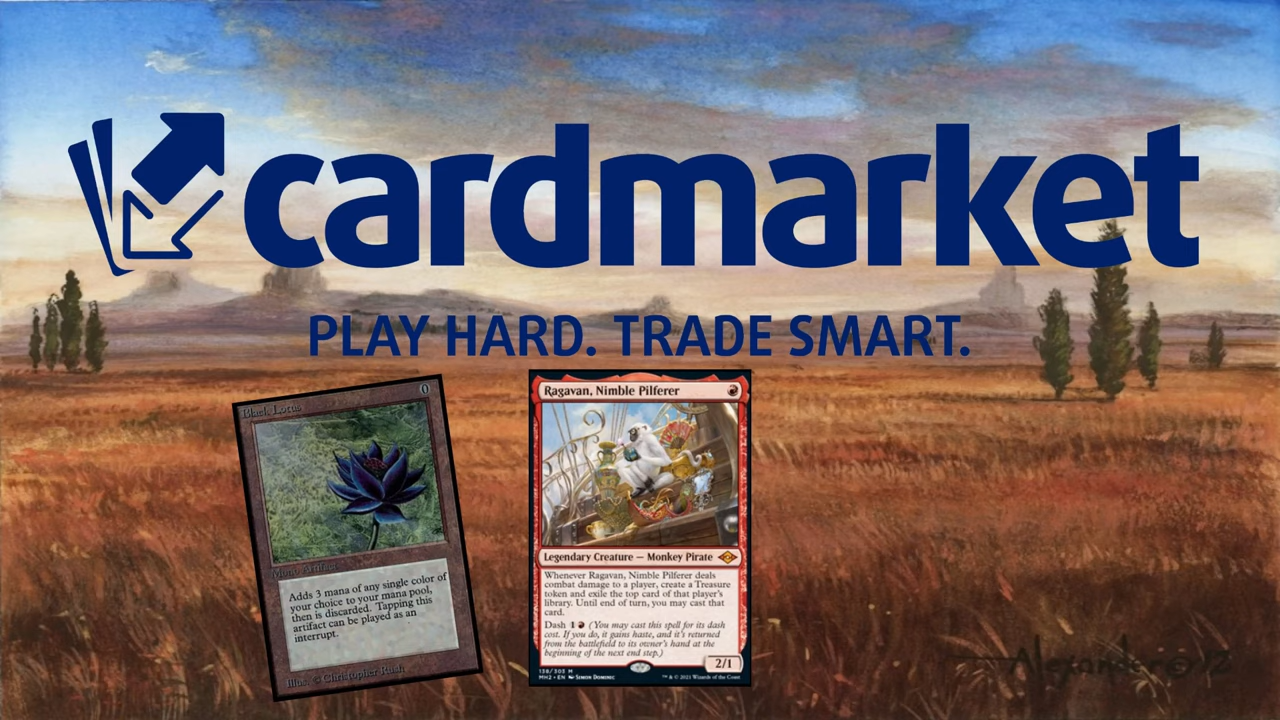 cardmarket
PLAY HARD. TRADE SMART.
Black Lotus
0
Mono Artifact
Adds 3 mana of any single color of
your choice to your mana pool,
then is discarded. Tapping this
artifact can be played as an
interrupt.
Illus. © Christopher Rush
Ragavan, Nimble Pilferer
Legendary Creature — Monkey Pirate
Whenever Ragavan, Nimble Pilferer deals
combat damage to a player, create a Treasure
token and exile the top card of that player's
library. Until end of turn, you may cast that
card.
Dash 1 (You may cast this spell for its dash
cost. If you do, it gains haste, and it's returned
from the battlefield to its owner's hand at the
beginning of the next end step.)
2/1
138/303 M
MH2 • EN Simon Dominic
™ & © 2021 Wizards of the Coast